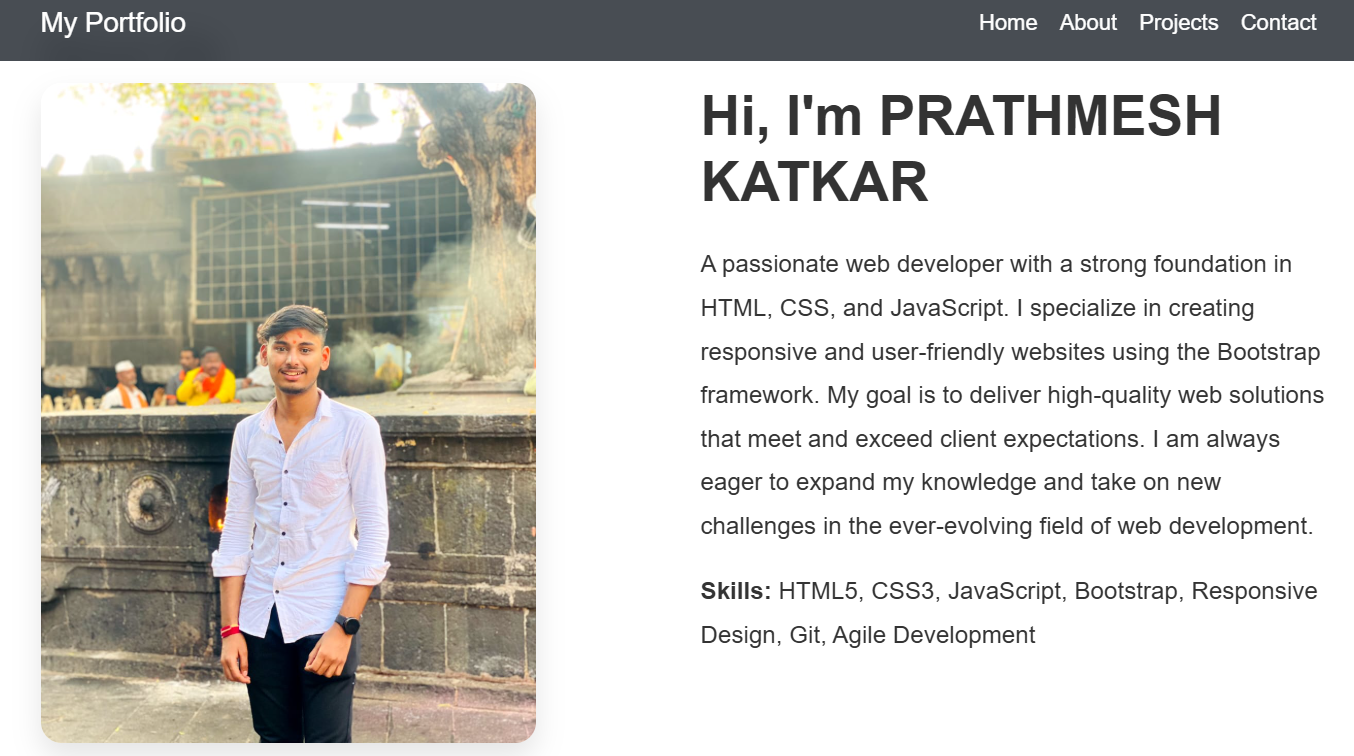 My Portfolio
Home About Projects Contact
Hi, I'm PRATHMESH
KATKAR
A passionate web developer with a strong foundation in
HTML, CSS, and JavaScript. I specialize in creating
responsive and user-friendly websites using the Bootstrap
framework. My goal is to deliver high-quality web solutions
that meet and exceed client expectations. I am always
eager to expand my knowledge and take on new
challenges in the ever-evolving field of web development.
Skills: HTML5, CSS3, JavaScript, Bootstrap, Responsive
Design, Git, Agile Development